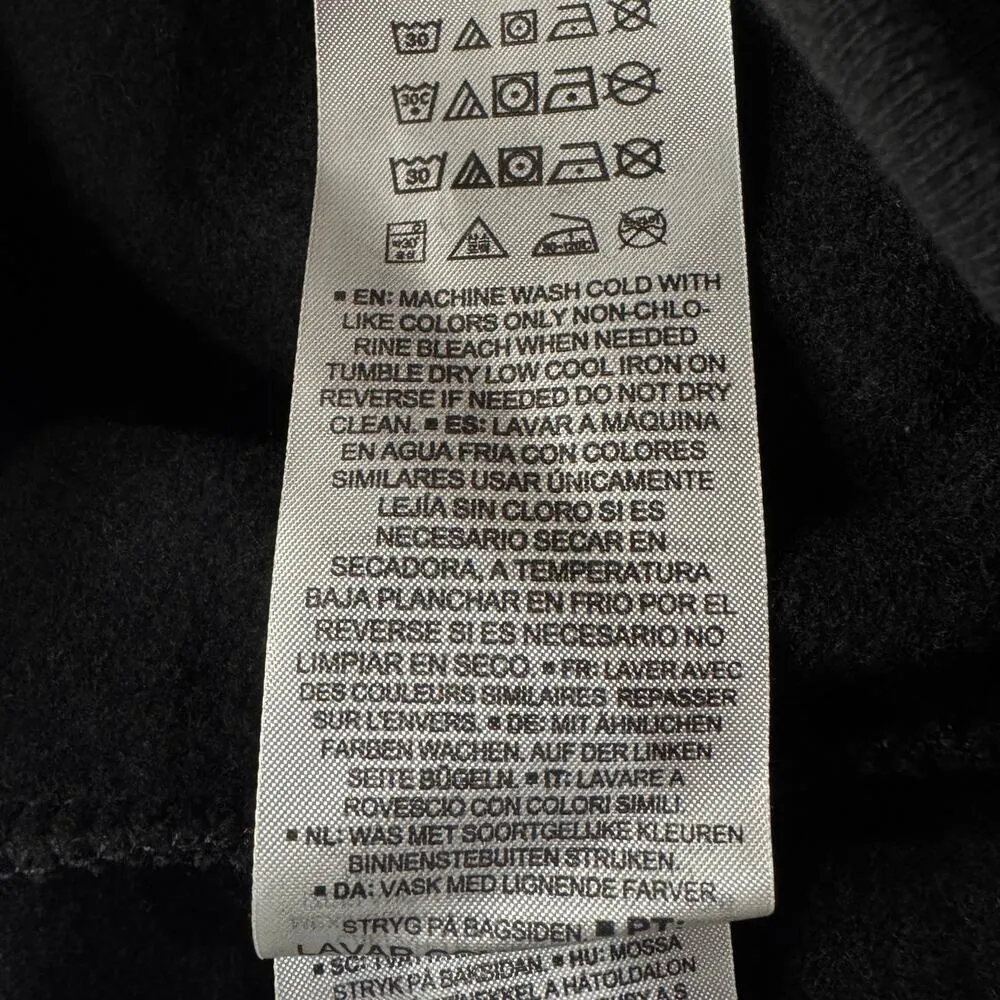 30
30C
30
■ EN: MACHINE WASH COLD WITH
LIKE COLORS ONLY NON-CHLO-
RINE BLEACH WHEN NEEDED
TUMBLE DRY LOW COOL IRON ON
REVERSE IF NEEDED DO NOT DRY
CLEAN. ■ ES: LAVAR A MÁQUINA
EN AGUA FRIA CON COLORES
SIMILARES USAR ÚNICAMENTE
LEJÍA SIN CLORO SI ES
NECESARIO SECAR EN
SECADORA, A TEMPERATURA
BAJA PLANCHAR EN FRIO POR EL
REVERSE SI ES NECESARIO NO
LIMPIAR EN SECO. ■ FR: LAVER AVEC
DES COULEURS SIMILAIRES REPASSER
SUR L'ENVERS. ■ DE: MIT ÄHNLICHEN
FARBEN WACHEN. AUF DER LINKEN
SEITE BÜGELN. ■ IT: LAVARE A
ROVESCIO CON COLORI SIMILI
■ NL: WAS MET SOORTGELIJKE KLEUREN
BINNENSTEBUITEN STRIJKEN.
■ DA: VASK MED LIGNENDE FARVER,
STRYG PÅ BAGSIDEN. ■ PT:
LAVAR
STRYK PÅ BAKSIDAN. ■ HU: MOSSA
A HÁTOLDALON